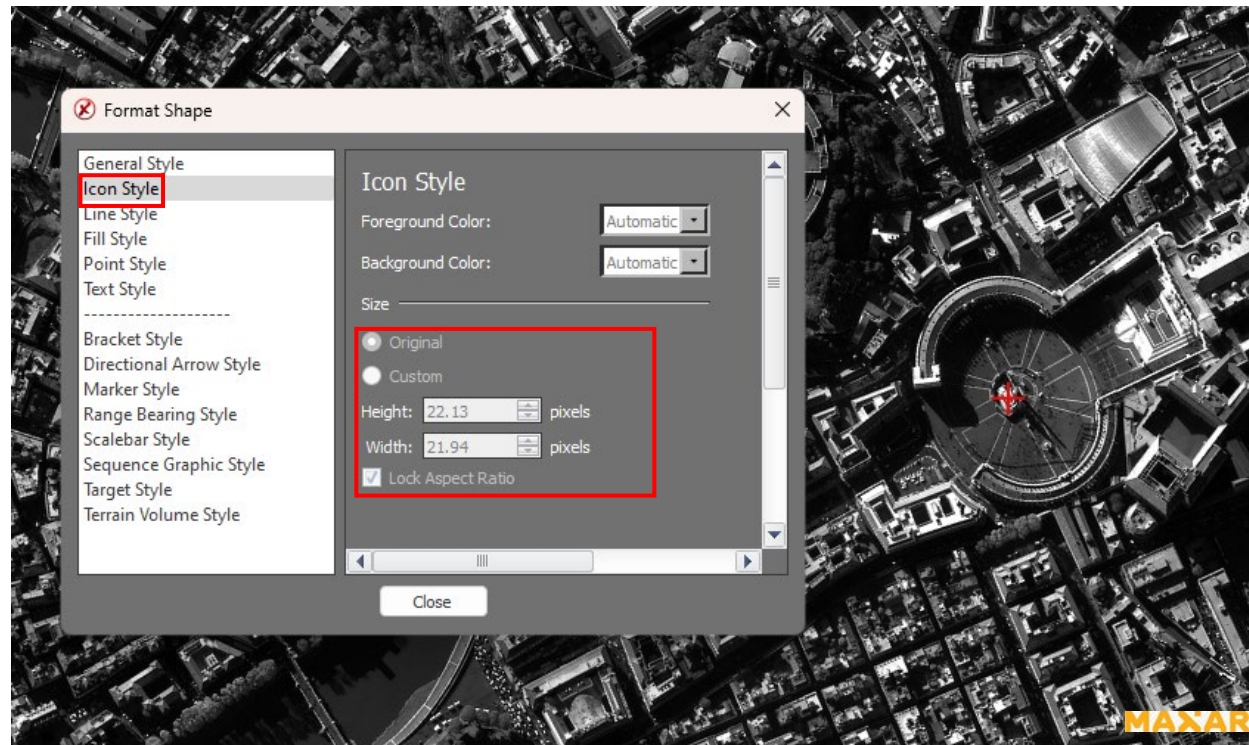 Format Shape
General Style
Icon Style
Line Style
Fill Style
Point Style
Text Style
--------------------
Bracket Style
Directional Arrow Style
Marker Style
Range Bearing Style
Scalebar Style
Sequence Graphic Style
Target Style
Terrain Volume Style
Icon Style
Foreground Color: Automatic
Background Color: Automatic
Size
Original
Custom
Height: 22.13 pixels
Width: 21.94 pixels
Lock Aspect Ratio
Close
MAXAR